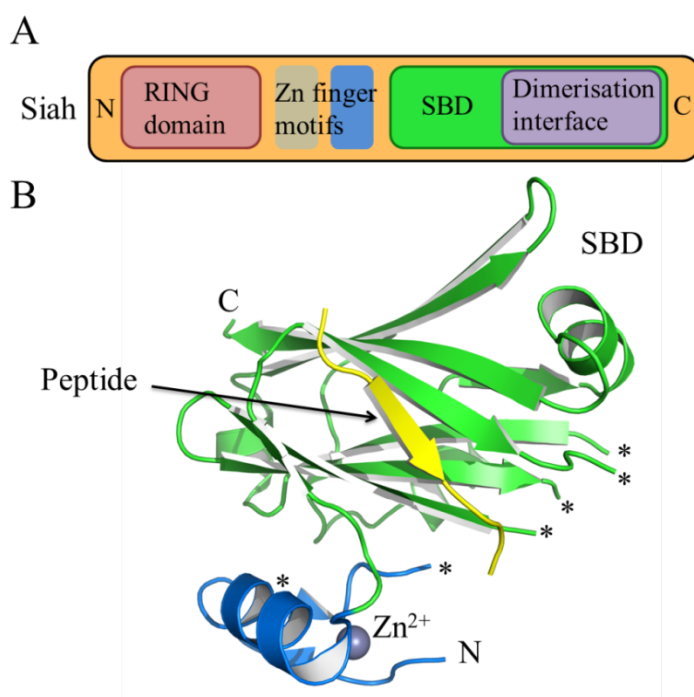 A
Siah
N
RING
domain
Zn finger
motifs
SBD
Dimerisation
interface
C
B
SBD
C
Peptide
*
*
*
*
*
*
*
Zn2+
N